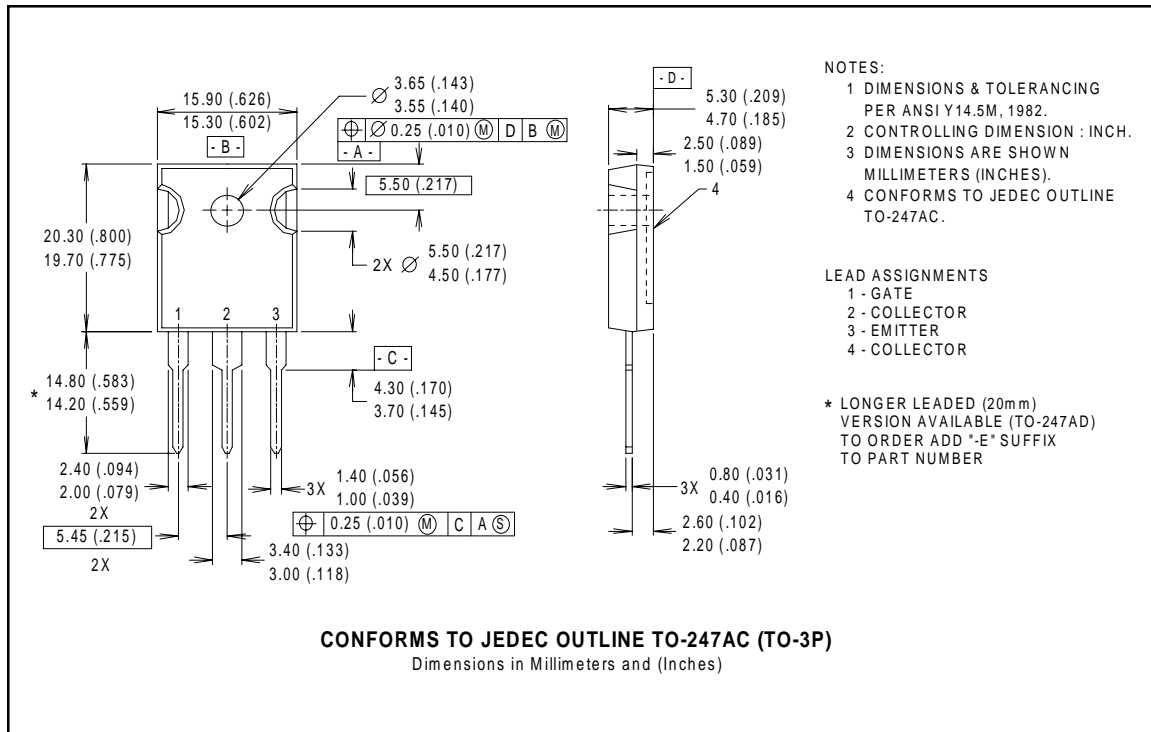 15.90 (.626)
15.30 (.602)
- B -
3.65 (.143)
3.55 (.140)
0.25 (.010) M D B M
- A -
5.50 (.217)
20.30 (.800)
19.70 (.775)
2X Ø 5.50 (.217)
4.50 (.177)
1 2 3
- C -
* 14.80 (.583)
14.20 (.559)
4.30 (.170)
3.70 (.145)
2.40 (.094)
2.00 (.079)
2X
5.45 (.215)
2X
3X 1.40 (.056)
1.00 (.039)
0.25 (.010) M C A S
3.40 (.133)
3.00 (.118)
- D -
5.30 (.209)
4.70 (.185)
2.50 (.089)
1.50 (.059)
4
3X 0.80 (.031)
0.40 (.016)
2.60 (.102)
2.20 (.087)
NOTES:
1 DIMENSIONS & TOLERANCING
PER ANSI Y14.5M, 1982.
2 CONTROLLING DIMENSION : INCH.
3 DIMENSIONS ARE SHOWN
MILLIMETERS (INCHES).
4 CONFORMS TO JEDEC OUTLINE
TO-247AC.
LEAD ASSIGNMENTS
1 - GATE
2 - COLLECTOR
3 - EMITTER
4 - COLLECTOR
* LONGER LEADED (20mm)
VERSION AVAILABLE (TO-247AD)
TO ORDER ADD "-E" SUFFIX
TO PART NUMBER
CONFORMS TO JEDEC OUTLINE TO-247AC (TO-3P)
Dimensions in Millimeters and (Inches)